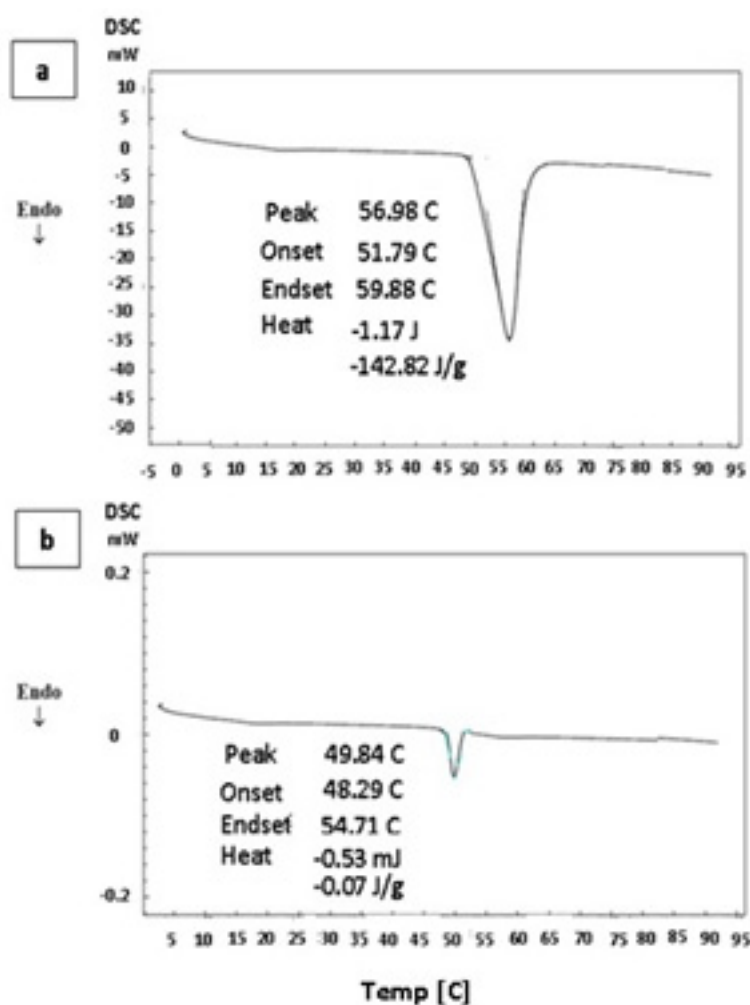 DSC
mW
a
10
5
0
-5
-10
-15
-20
-25
-30
-35
-40
-45
-50
Endo
↓
Peak 56.98 C
Onset 51.79 C
Endset 59.88 C
Heat -1.17 J
-142.82 J/g
-5 0 5 10 15 20 25 30 35 40 45 50 55 60 65 70 75 80 85 90 95
DSC
mW
b
0.2
0
-0.2
Endo
↓
Peak 49.84 C
Onset 48.29 C
Endset 54.71 C
Heat -0.53 mJ
-0.07 J/g
5 10 15 20 25 30 35 40 45 50 55 60 65 70 75 80 85 90 95
Temp [C]